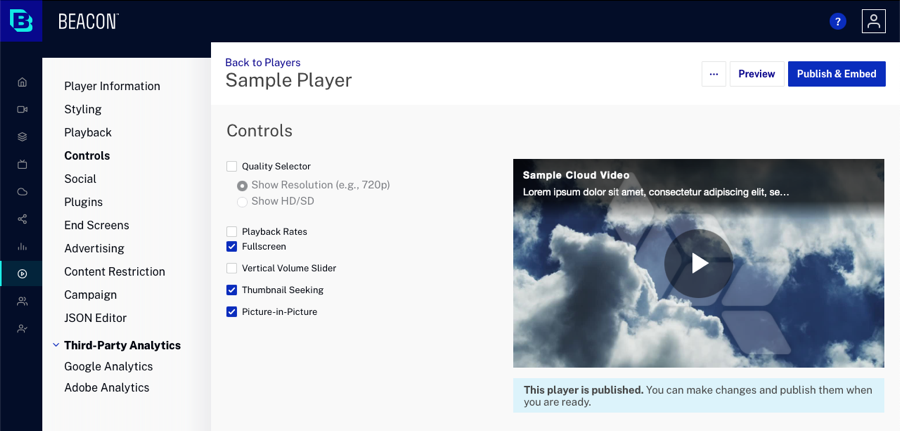 BEACON
?
Back to Players
Sample Player
...
Preview
Publish & Embed
Player Information
Styling
Playback
Controls
Social
Plugins
End Screens
Advertising
Content Restriction
Campaign
JSON Editor
Third-Party Analytics
Google Analytics
Adobe Analytics
Controls
Quality Selector
Show Resolution (e.g., 720p)
Show HD/SD
Playback Rates
Fullscreen
Vertical Volume Slider
Thumbnail Seeking
Picture-in-Picture
Sample Cloud Video
Lorem ipsum dolor sit amet, consectetur adipiscing elit, se...
This player is published. You can make changes and publish them when
you are ready.